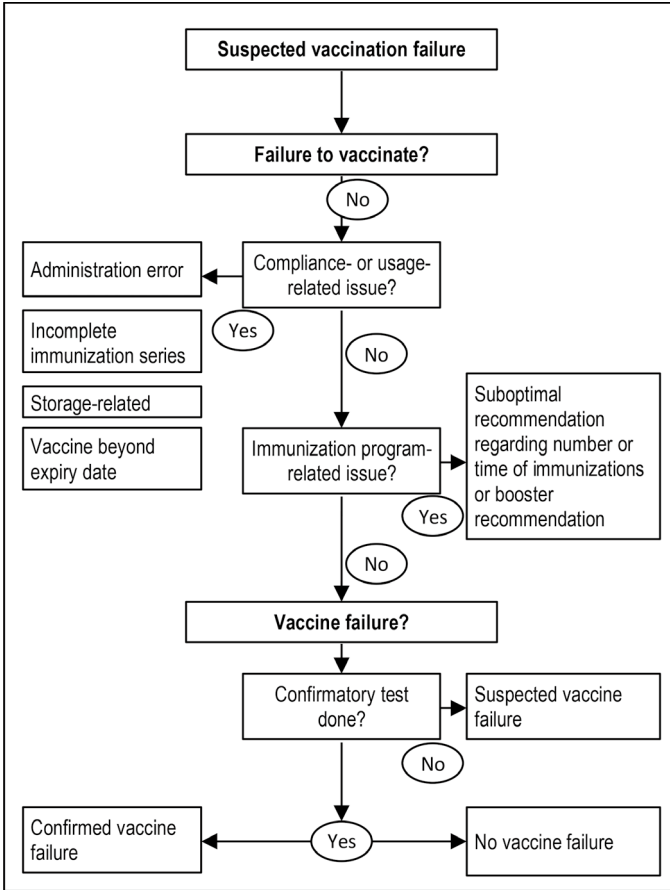 Suspected vaccination failure
Failure to vaccinate?
No
Administration error
Compliance- or usage-
related issue?
Incomplete
immunization series
Yes
No
Storage-related
Vaccine beyond
expiry date
Immunization program-
related issue?
Suboptimal
recommendation
regarding number or
time of immunizations
or booster
recommendation
Yes
No
Vaccine failure?
Confirmatory test
done?
Suspected vaccine
failure
No
Confirmed vaccine
failure
Yes
No vaccine failure